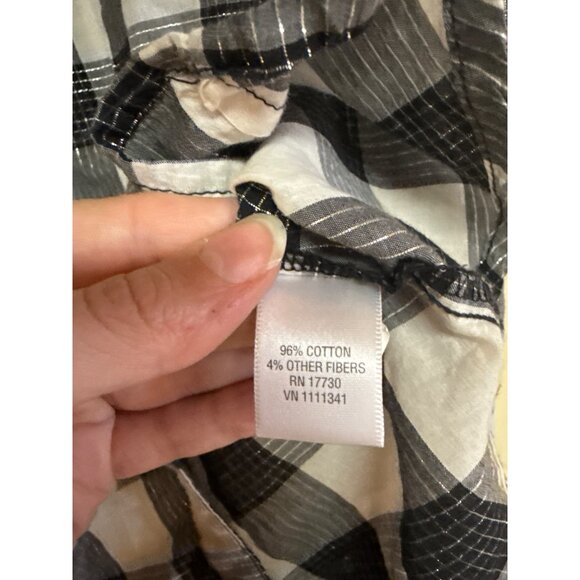 96% COTTON
4% OTHER FIBERS
RN 17730
VN 1111341